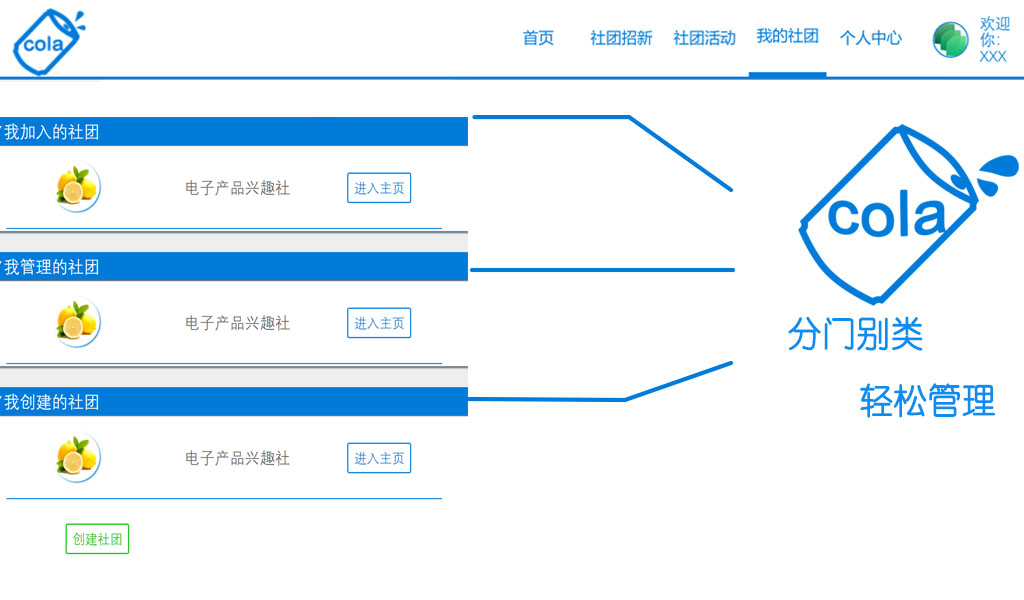 cola
首页 社团招新 社团活动 我的社团 个人中心
欢迎
你：
XXX
我加入的社团
电子产品兴趣社 进入主页
我管理的社团
电子产品兴趣社 进入主页
我创建的社团
电子产品兴趣社 进入主页
创建社团
cola
分门别类
轻松管理